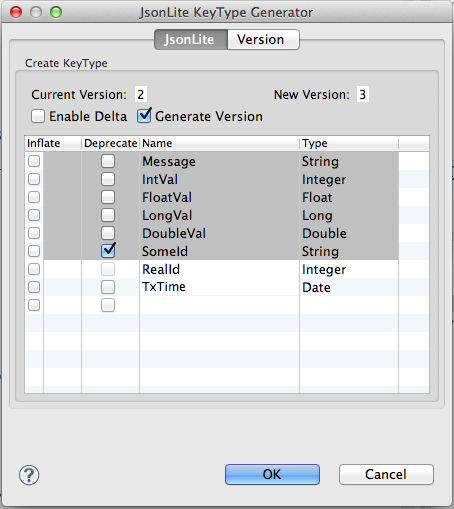 JsonLite KeyType Generator
JsonLite Version
Create KeyType
Current Version: 2 New Version: 3
Enable Delta Generate Version
Inflate Deprecate Name Type
Message String
IntVal Integer
FloatVal Float
LongVal Long
DoubleVal Double
SomeId String
RealId Integer
TxTime Date
? OK Cancel